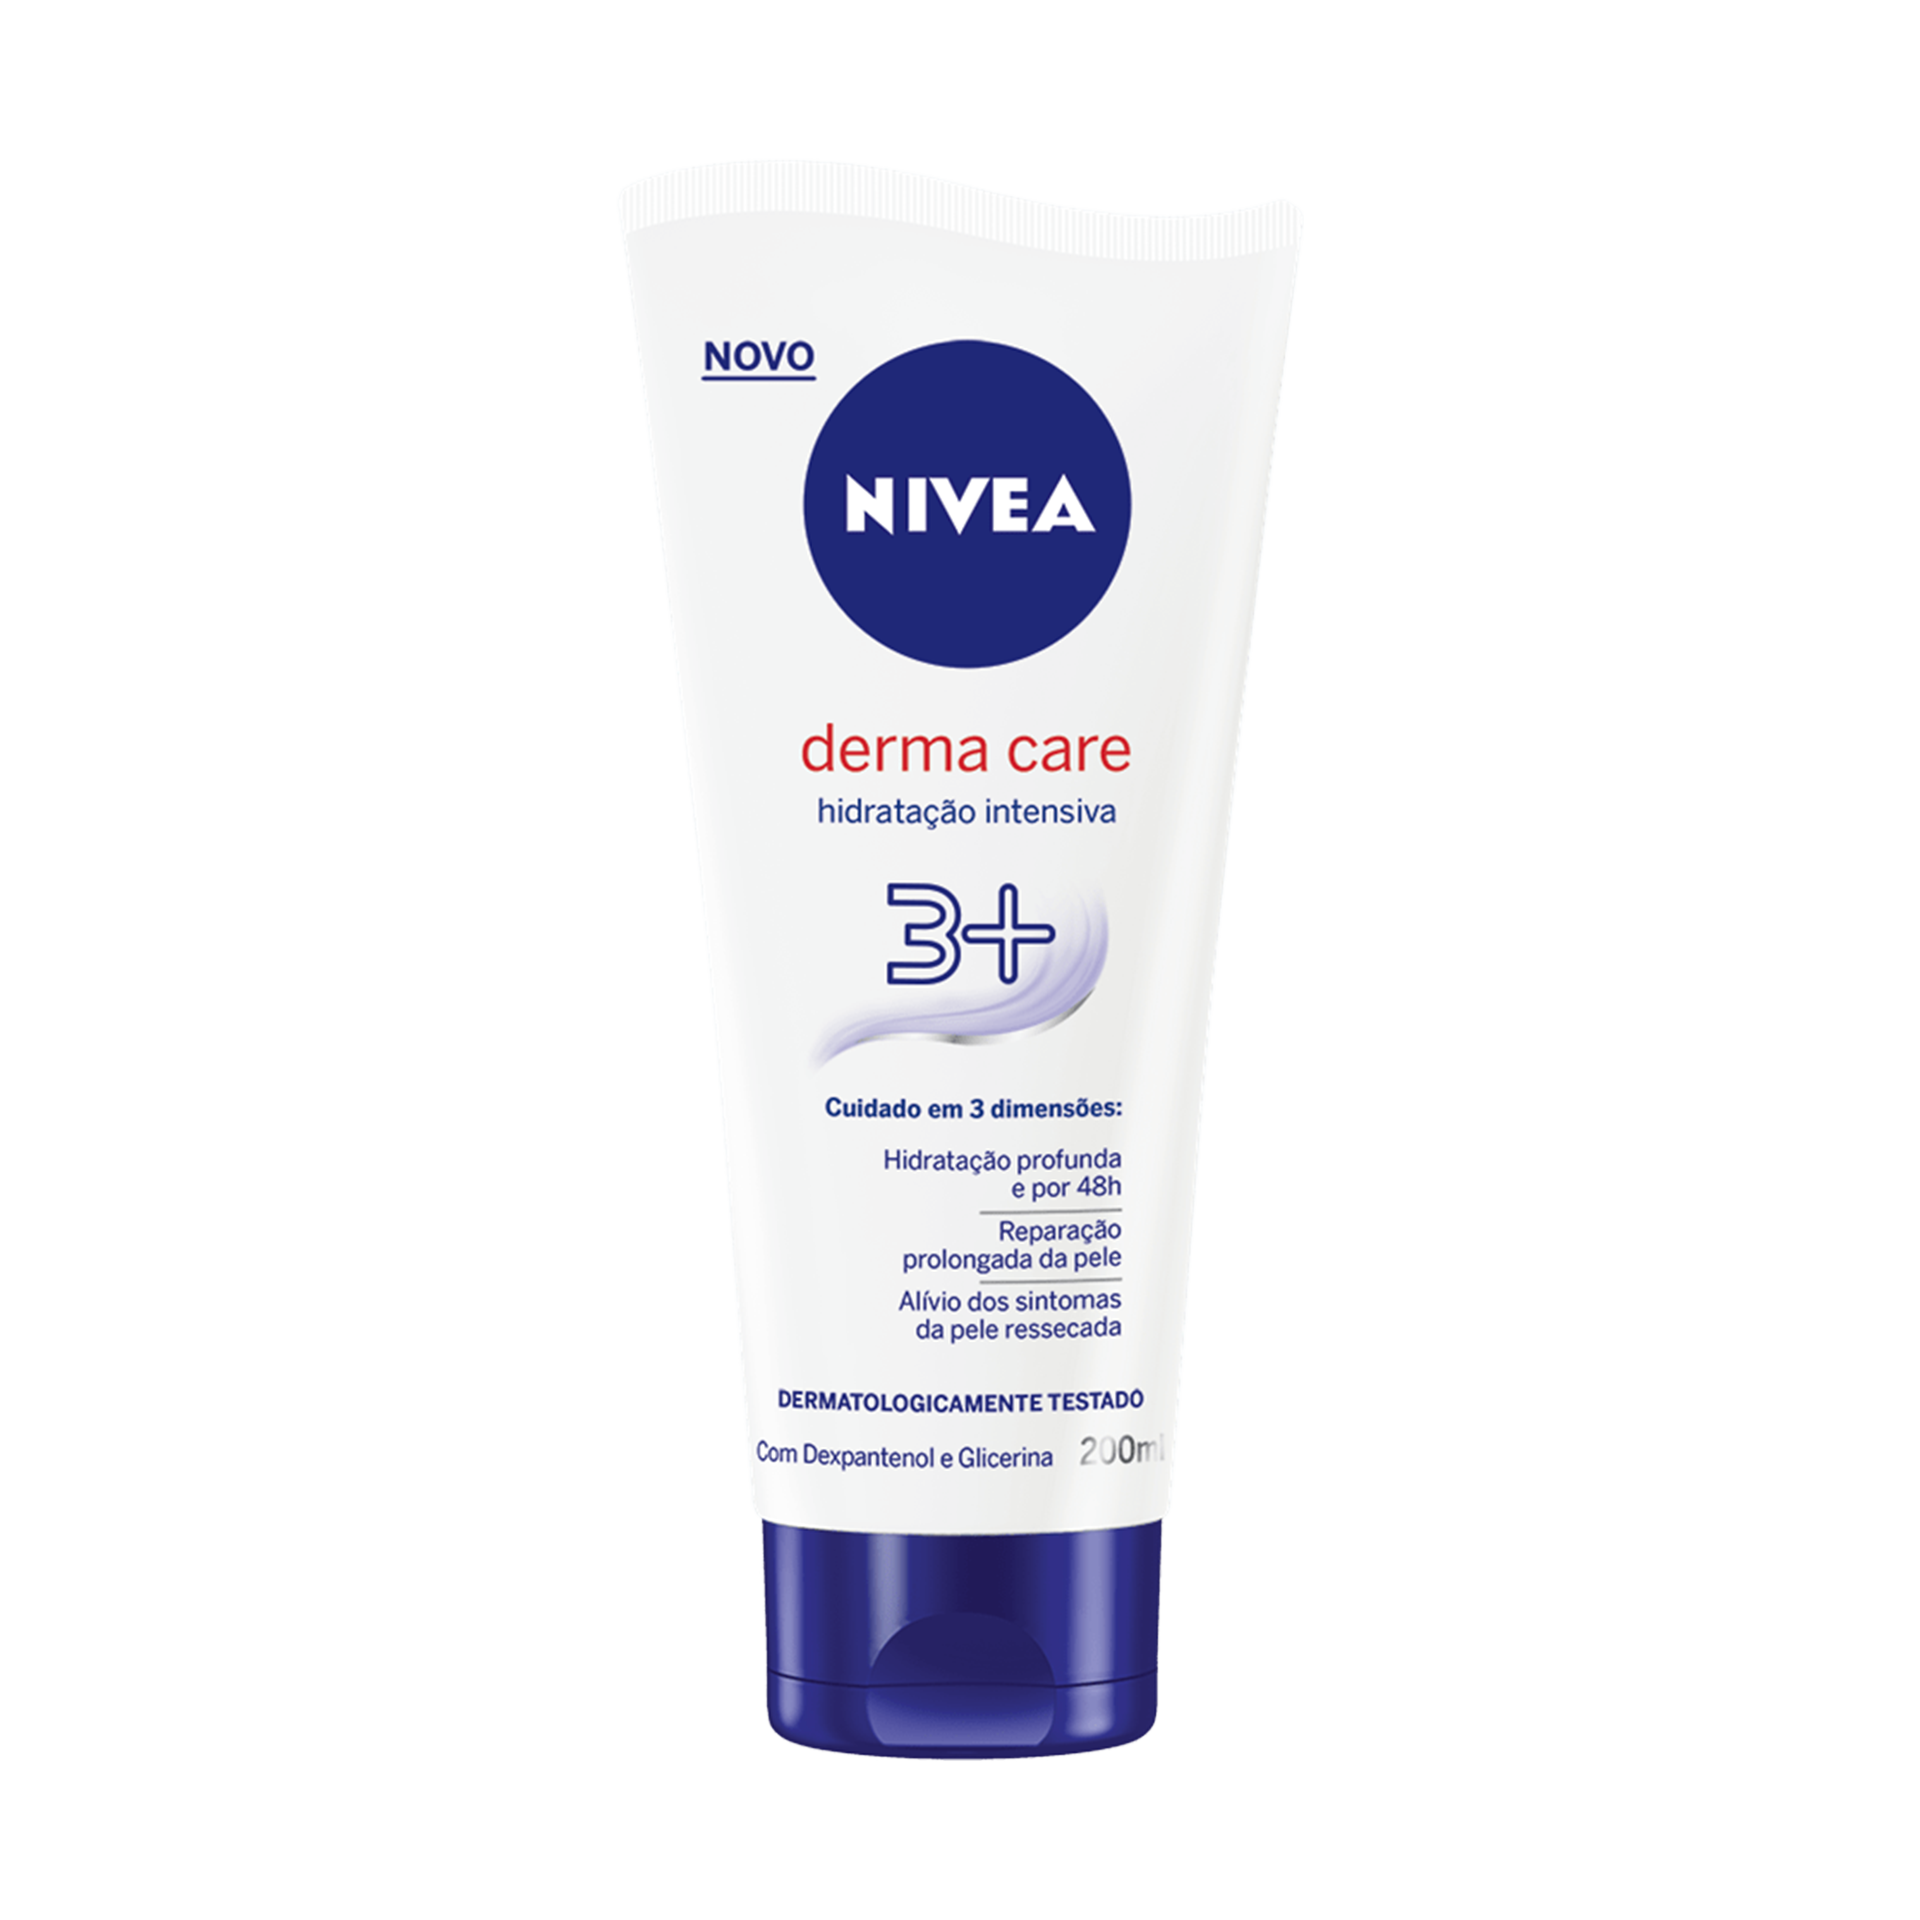 NOVO
NIVEA
derma care
hidratação intensiva
3+
Cuidado em 3 dimensões:
Hidratação profunda
e por 48h
Reparação
prolongada da pele
Alívio dos sintomas
da pele ressecada
DERMATOLOGICAMENTE TESTADO
Com Dexpantenol e Glicerina 200ml